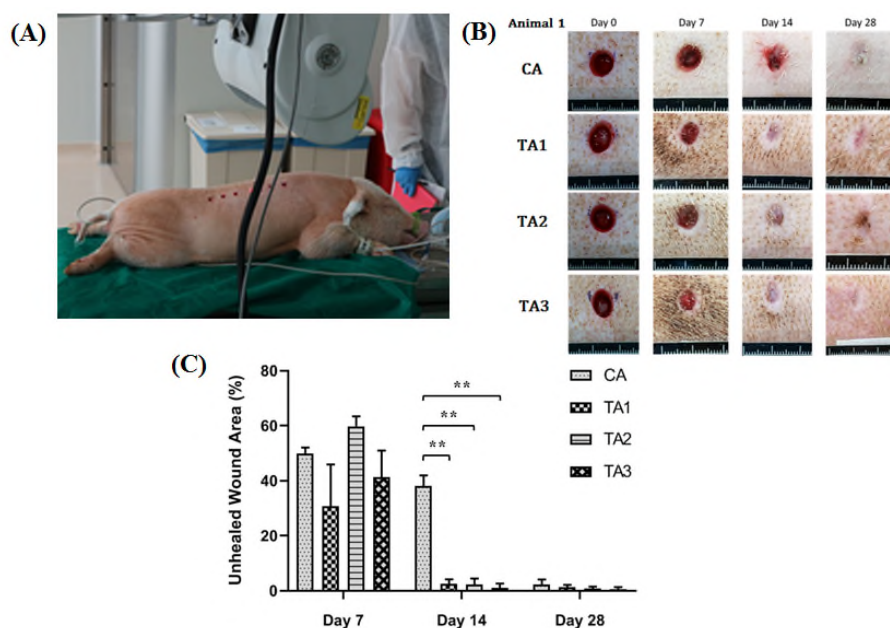 (A)
(B)
Animal 1 Day 0 Day 7 Day 14 Day 28
CA
TA1
TA2
TA3
(C)
Unhealed Wound Area (%)
80
60
40
20
0
**
**
**
Day 7 Day 14 Day 28
CA
TA1
TA2
TA3